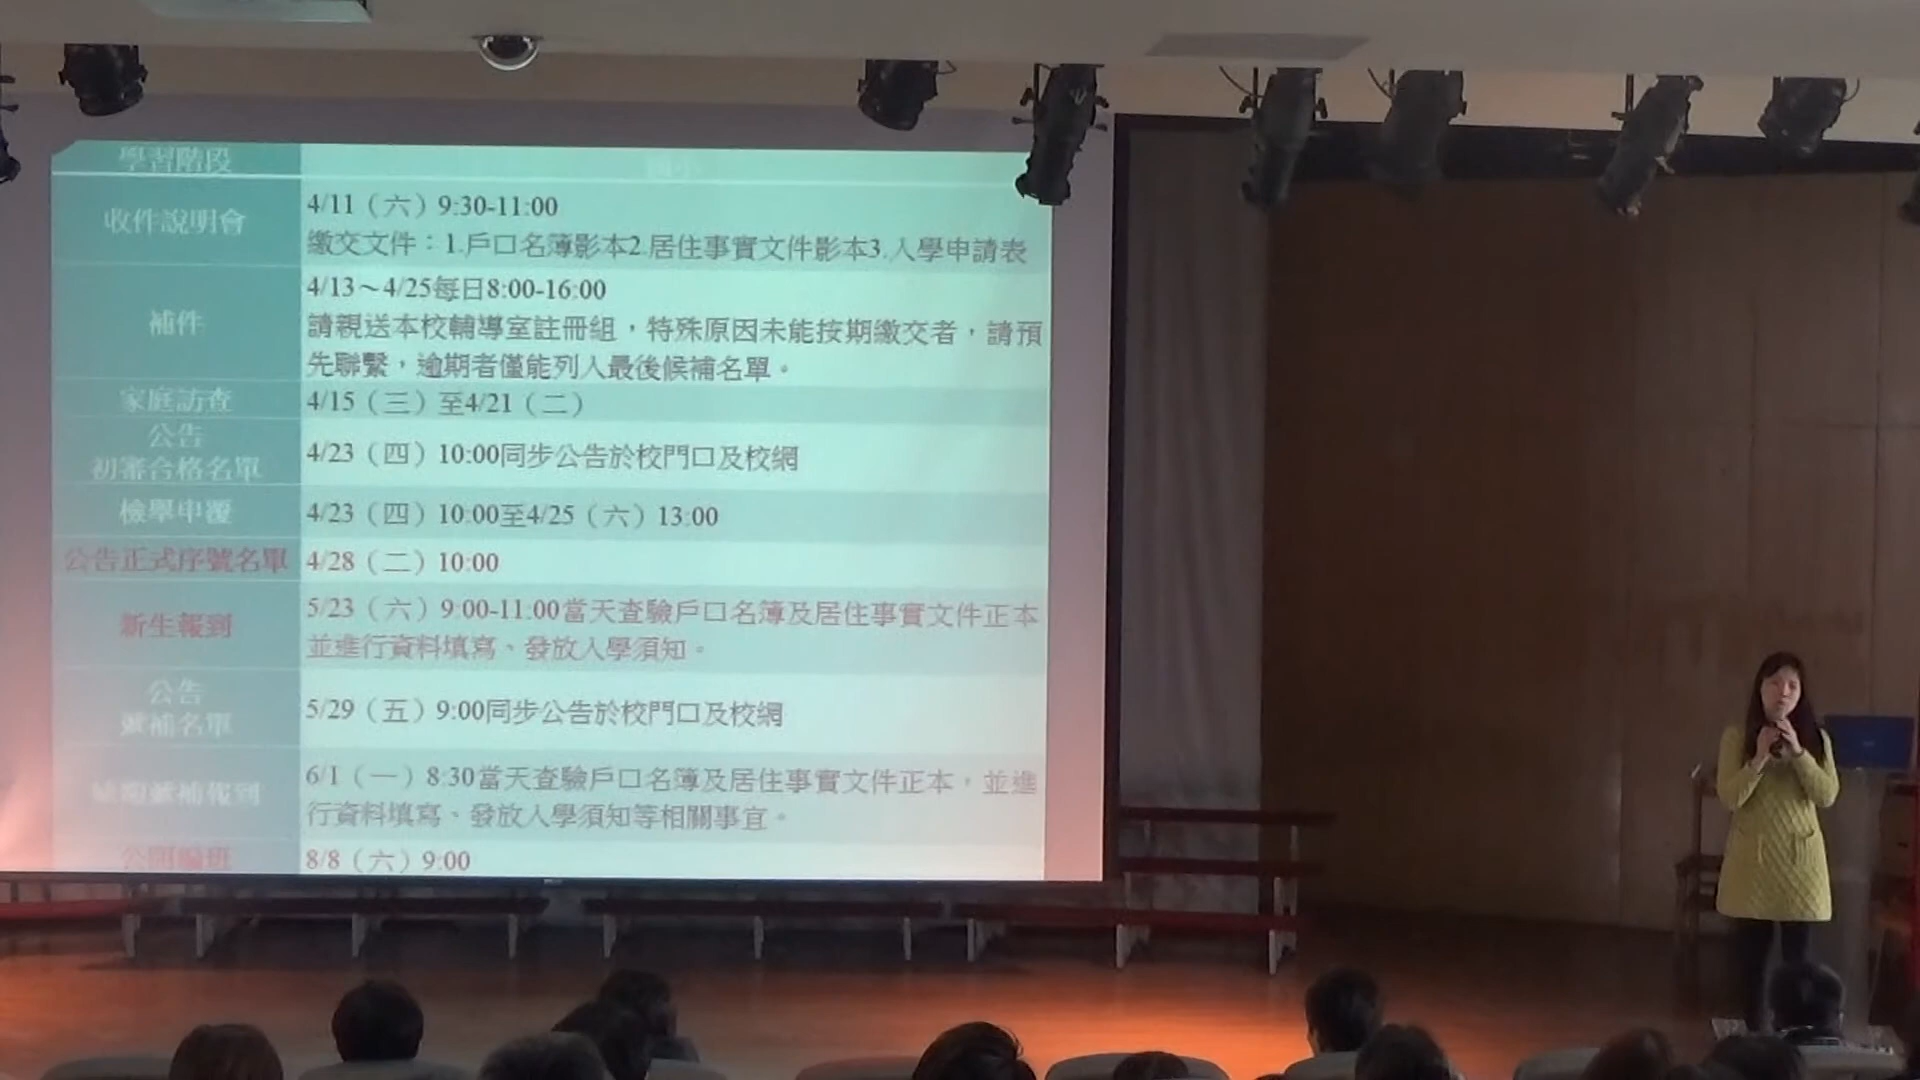 學習階段
國小
收件說明會
4/11（六）9:30-11:00
繳交文件：1.戶口名簿影本2.居住事實文件影本3.入學申請表
補件
4/13～4/25每日8:00-16:00
請親送本校輔導室註冊組，特殊原因未能按期繳交者，請預
先聯繫，逾期者僅能列入最後候補名單。
家庭訪查
4/15（三）至4/21（二）
公告
初審合格名單
4/23（四）10:00同步公告於校門口及校網
檢舉申覆
4/23（四）10:00至4/25（六）13:00
公告正式序號名單
4/28（二）10:00
新生報到
5/23（六）9:00-11:00當天查驗戶口名簿及居住事實文件正本
並進行資料填寫、發放入學須知。
公告
遞補名單
5/29（五）9:00同步公告於校門口及校網
缺額遞補報到
6/1（一）8:30當天查驗戶口名簿及居住事實文件正本，並進
行資料填寫、發放入學須知等相關事宜。
公開編班
8/8（六）9:00